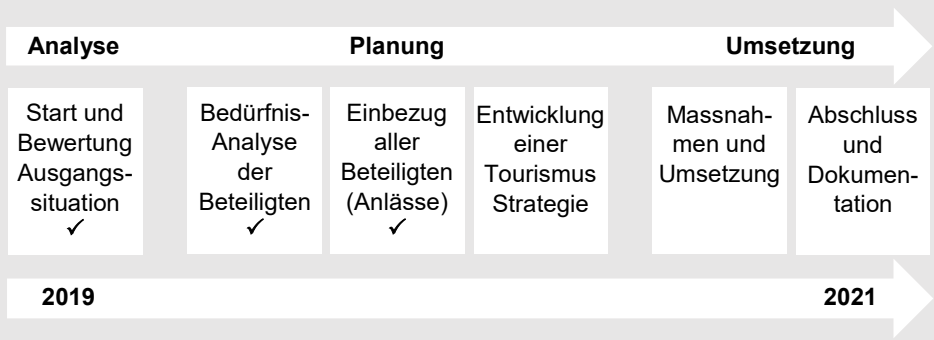 Analyse Planung Umsetzung
Start und
Bewertung
Ausgangs-
situation
✓
Bedürfnis-
Analyse
der
Beteiligten
✓
Einbezug
aller
Beteiligten
(Anlässe)
✓
Entwicklung
einer
Tourismus
Strategie
Massnah-
men und
Umsetzung
Abschluss
und
Dokumen-
tation
2019 2021